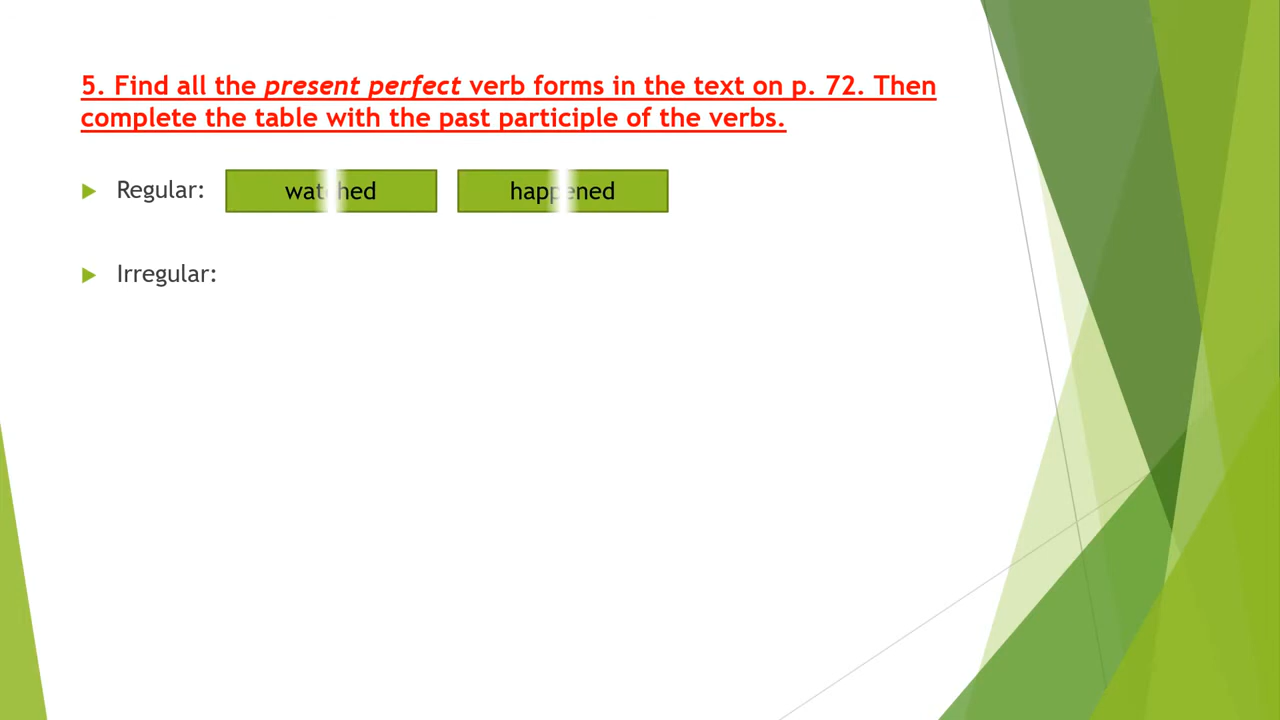 5. Find all the present perfect verb forms in the text on p. 72. Then
complete the table with the past participle of the verbs.
Regular: watched happened
Irregular: